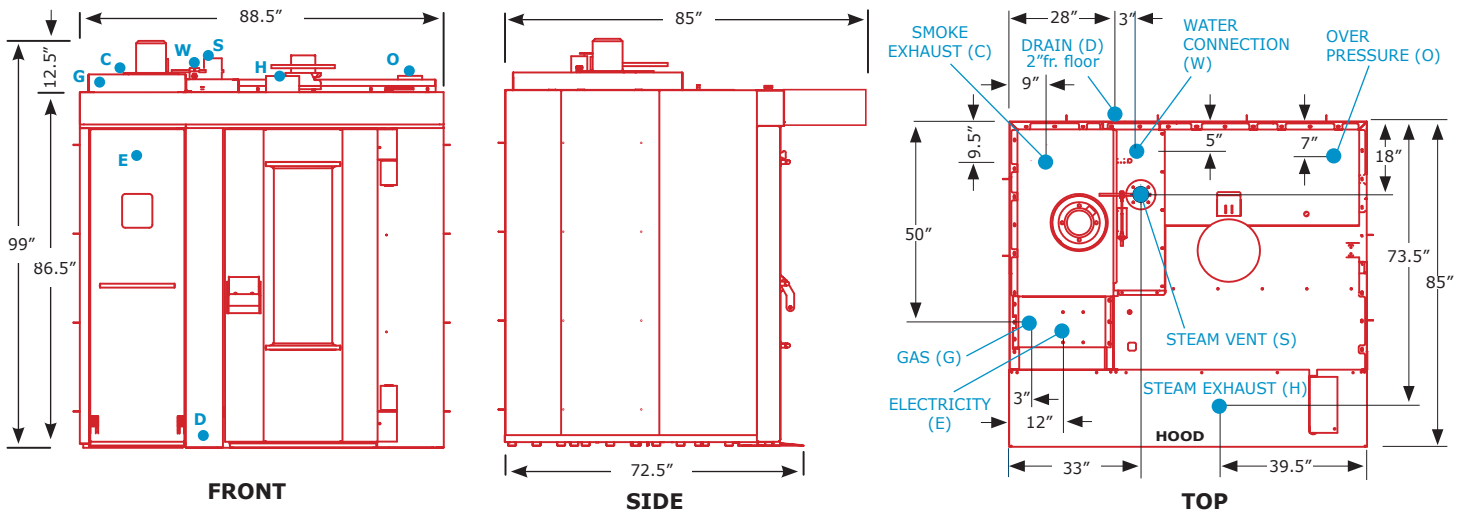 88.5”
12.5”
C
G
W
S
H
O
E
99”
86.5”
D
FRONT
85”
72.5”
SIDE
28”
3”
SMOKE
EXHAUST (C)
DRAIN (D)
2”fr. floor
WATER
CONNECTION
(W)
OVER
PRESSURE (O)
9”
9.5”
5”
7”
18”
50”
73.5”
85”
STEAM VENT (S)
GAS (G)
3”
ELECTRICITY
(E)
12”
STEAM EXHAUST (H)
HOOD
33”
39.5”
TOP